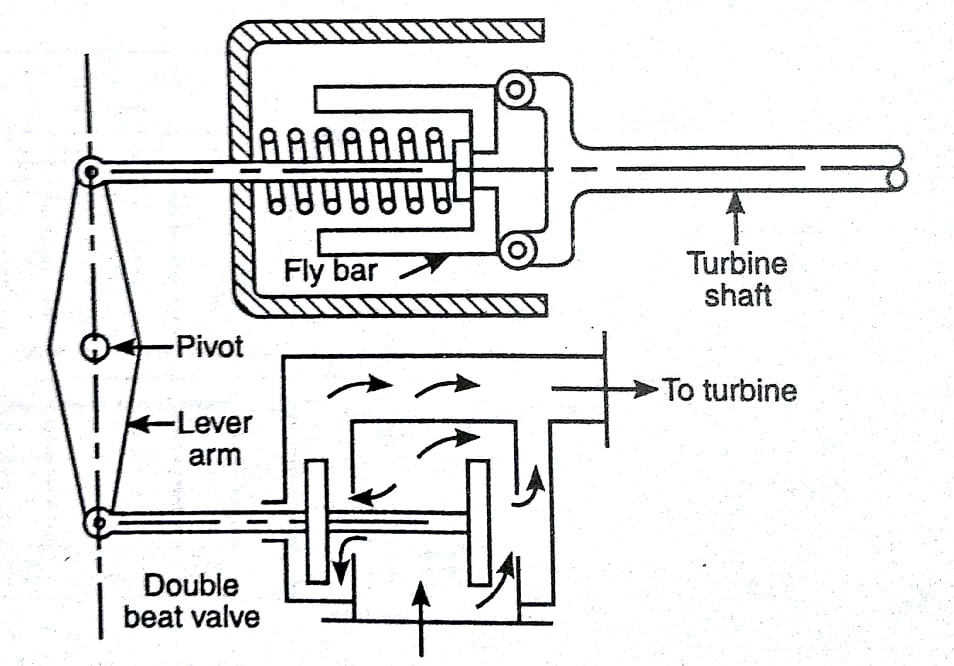 Fly bar
Turbine
shaft
Pivot
To turbine
Lever
arm
Double
beat valve